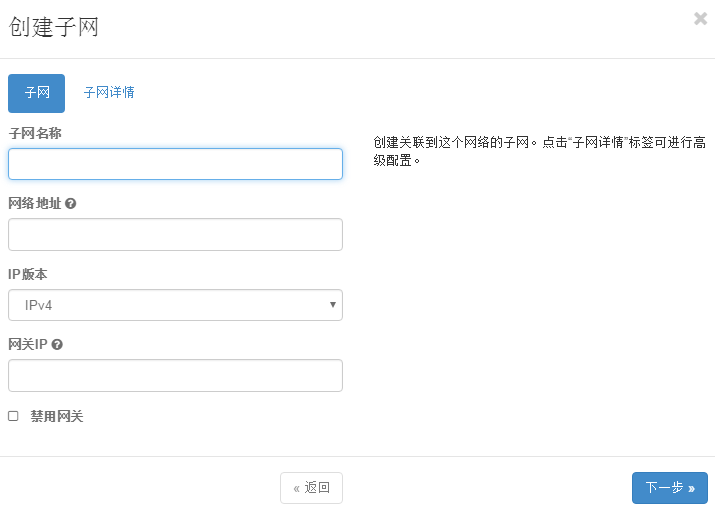 创建子网
×
子网 子网详情
子网名称
创建关联到这个网络的子网。点击“子网详情”标签可进行高
级配置。
网络地址
IP版本
IPv4
网关IP
禁用网关
« 返回
下一步 »